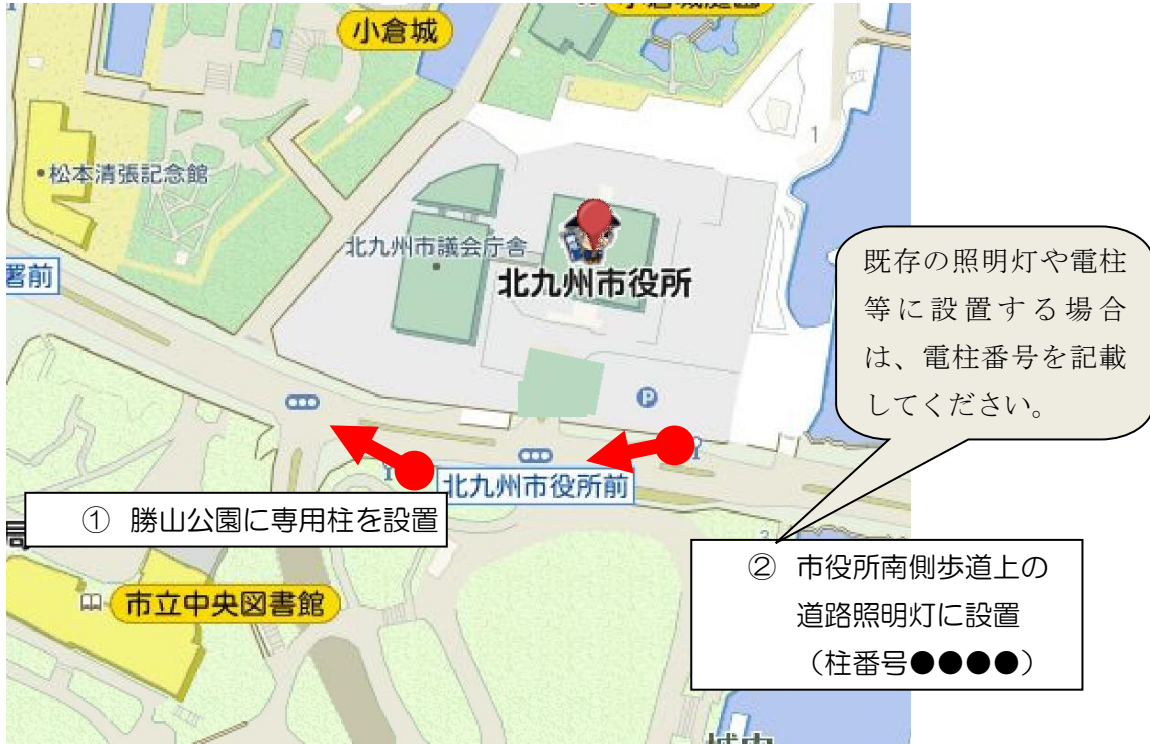 小倉城
1
・松本清張記念館
北九州市議会庁舎
北九州市役所
署前
P
既存の照明灯や電柱
等に設置する場合
は、電柱番号を記載
してください。
北九州市役所前
① 勝山公園に専用柱を設置
3
② 市役所南側歩道上の
道路照明灯に設置
(柱番号●●●●)
市立中央図書館